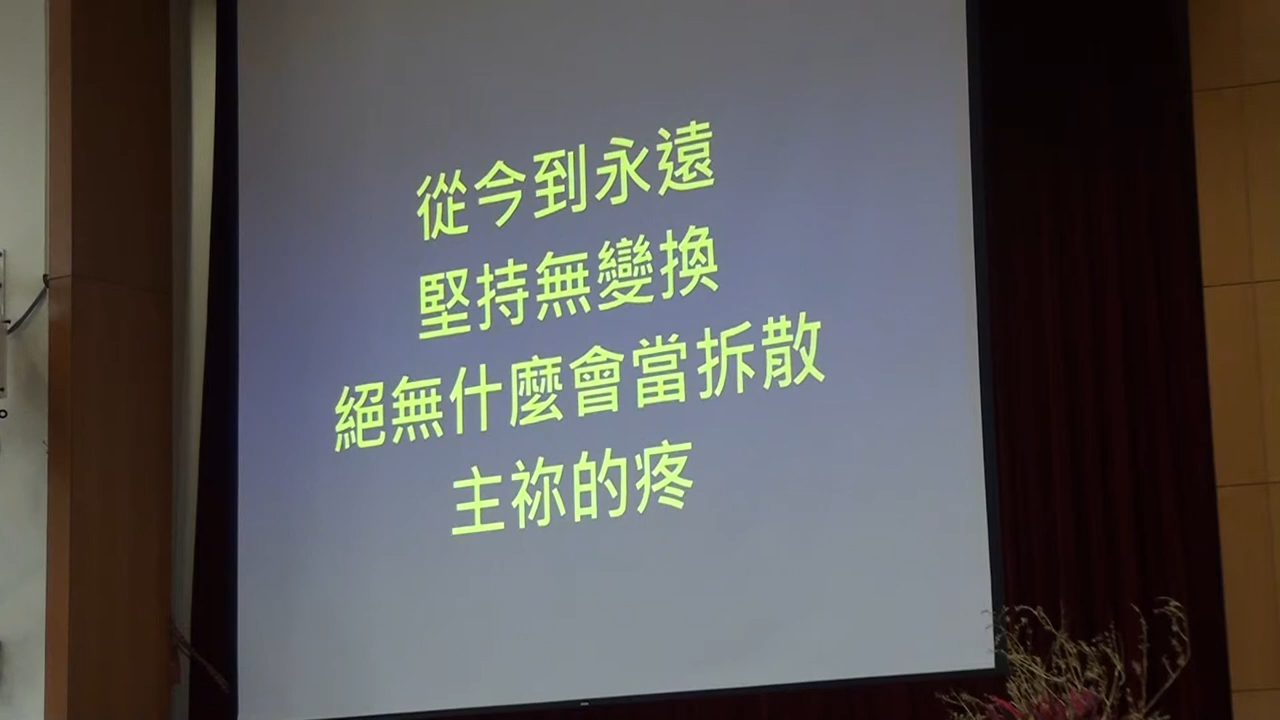 從今到永遠
堅持無變換
絕無什麼會當拆散
主祢的疼